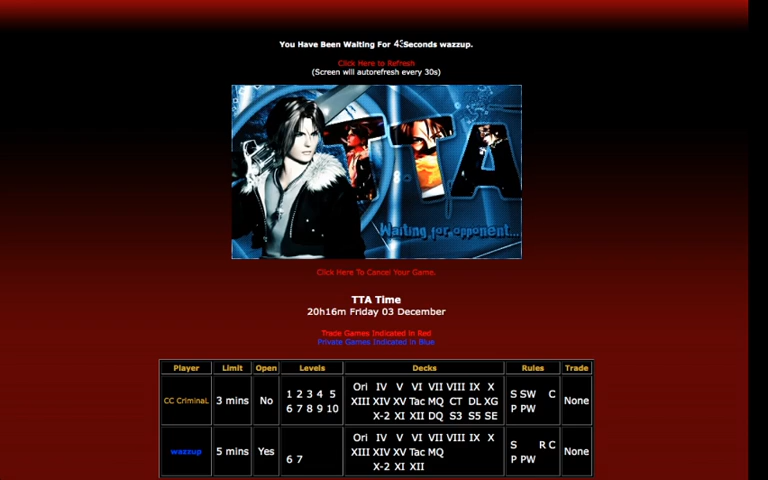 You Have Been Waiting For 43Seconds wazzup.
Click Here to Refresh
(Screen will autorefresh every 30s)
TTA
Waiting for opponent...
Click Here To Cancel Your Game.
TTA Time
20h16m Friday 03 December
Trade Games Indicated in Red
Private Games Indicated in Blue
Player Limit Open Levels Decks Rules Trade
Ori IV V VI VII VIII IX X
1 2 3 4 5 S SW C
CC CriminaL 3 mins No XIII XIV XV Tac MQ CT DL XG None
6 7 8 9 10 P PW
X-2 XI XII DQ S3 S5 SE
Ori IV V VI VII VIII IX X
S R C
wazzup 5 mins Yes XIII XIV XV Tac MQ None
6 7 P PW
X-2 XI XII